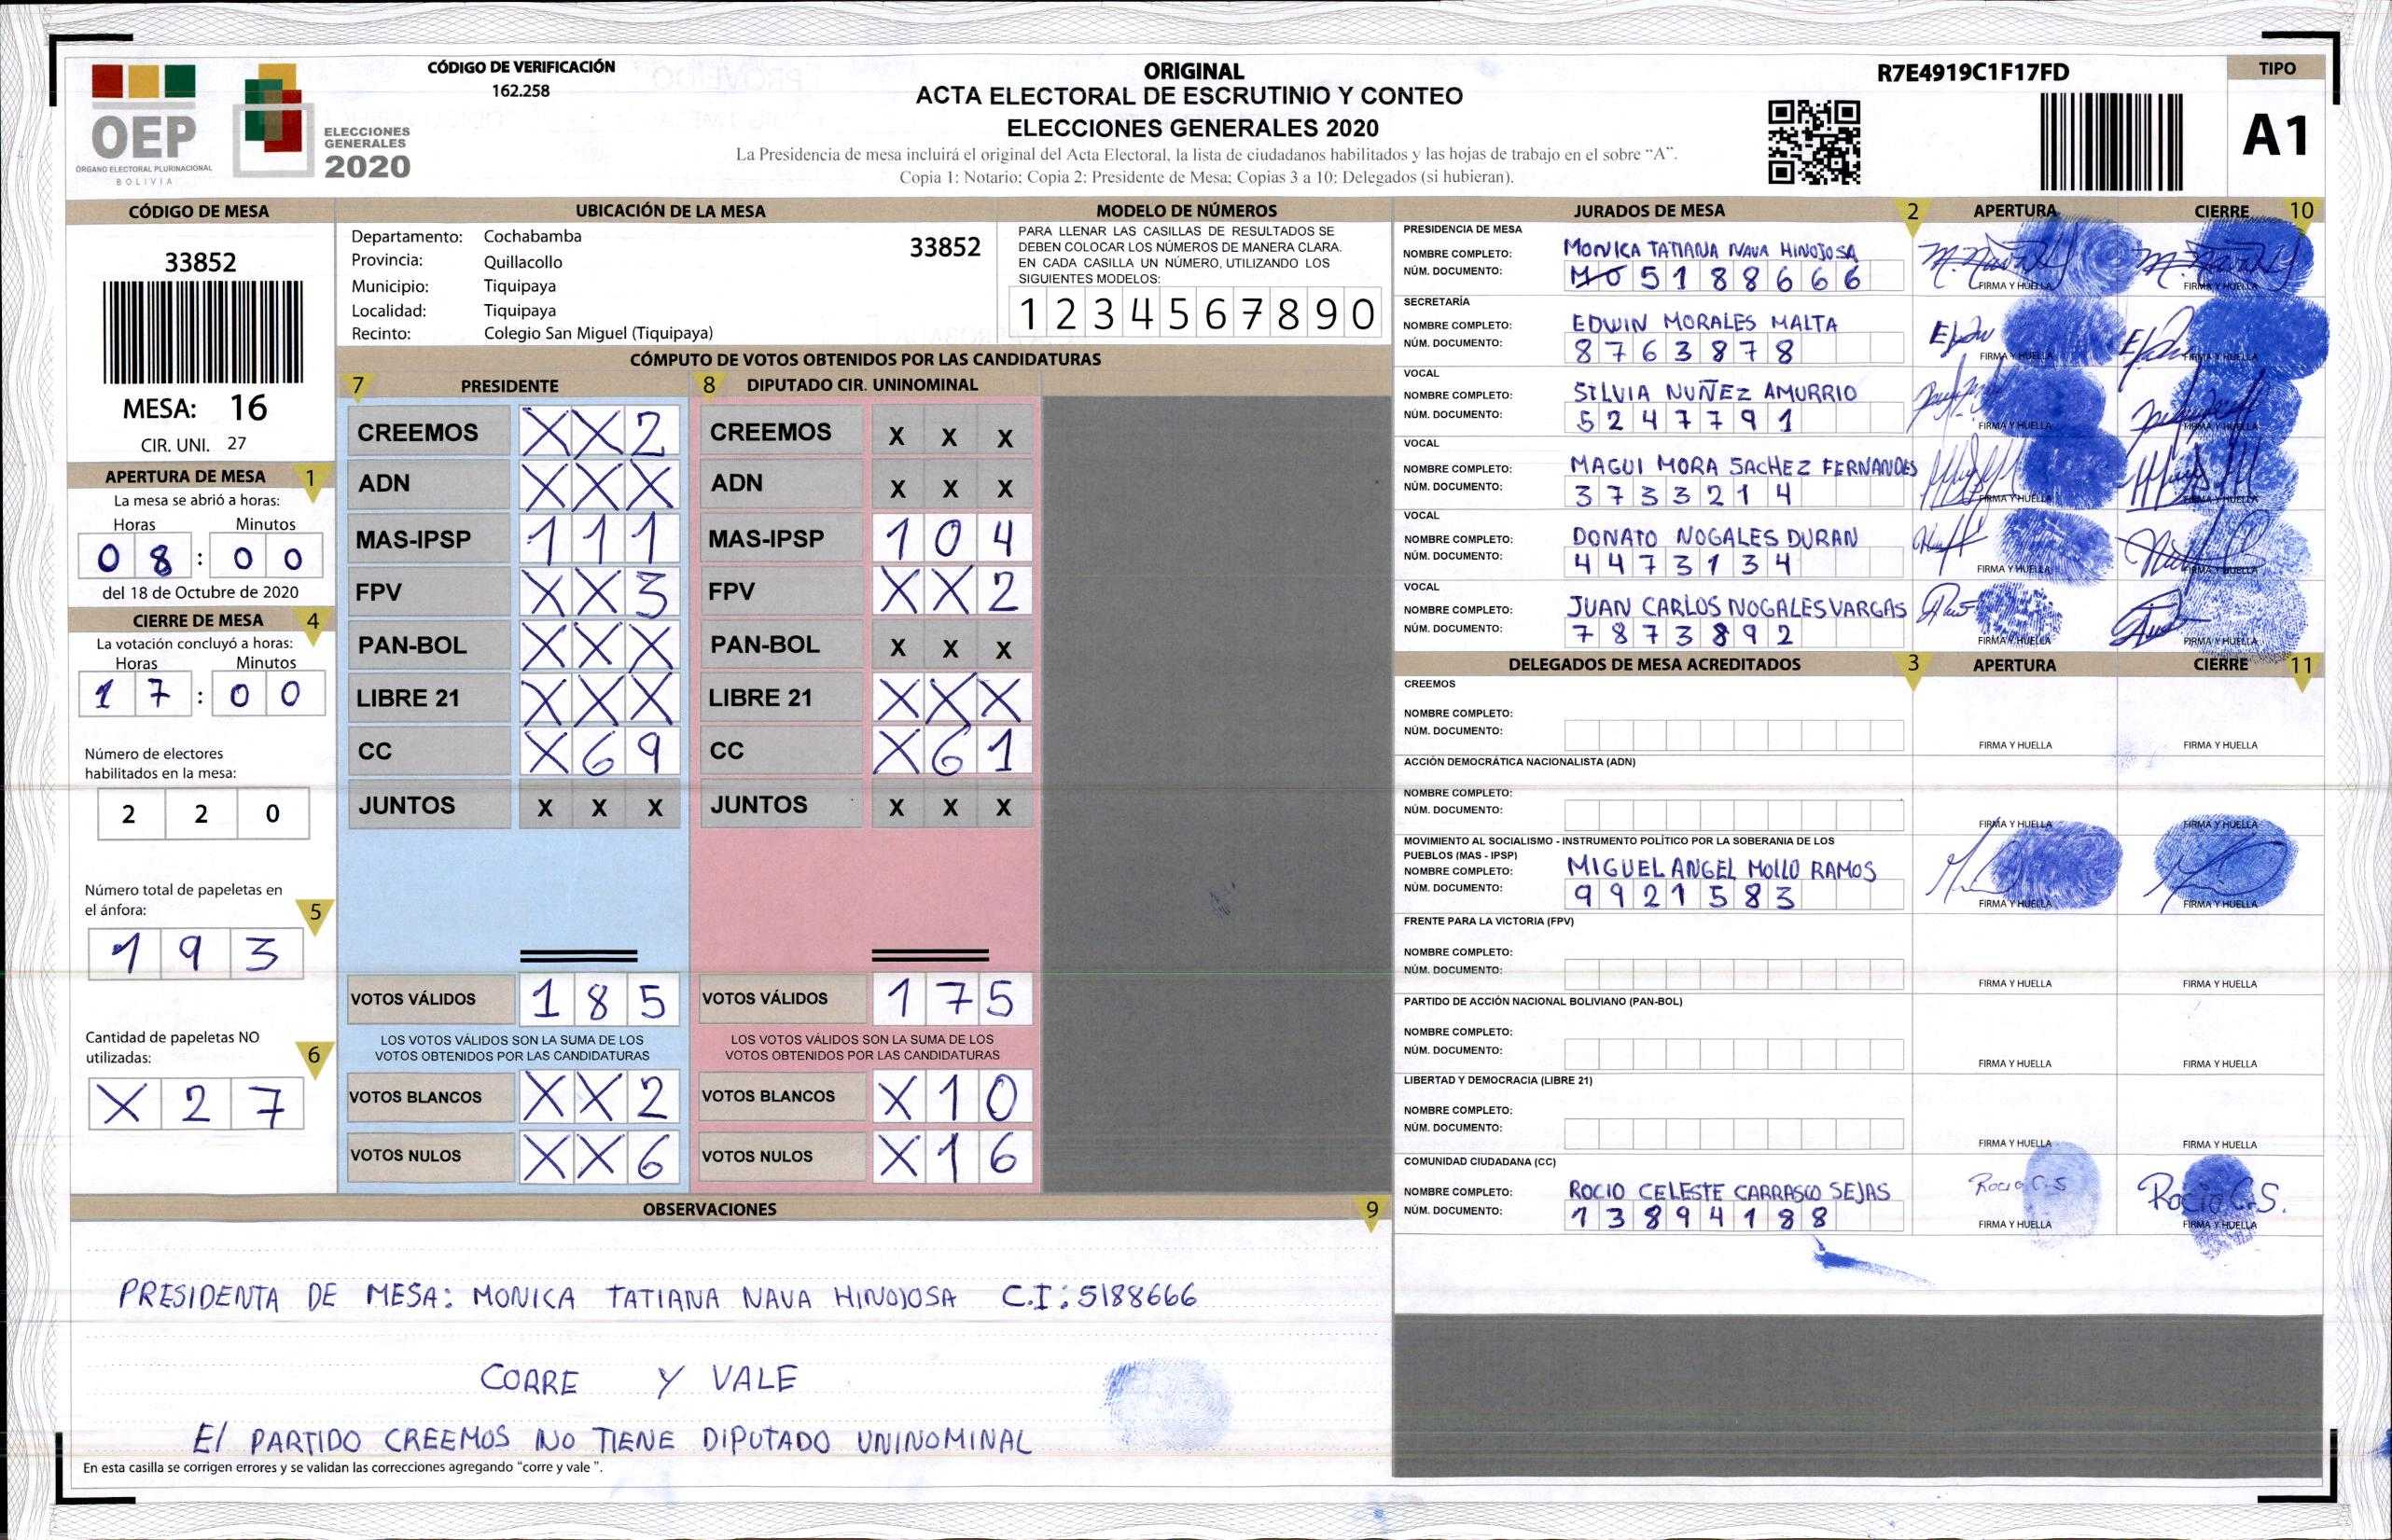 CÓDIGO DE VERIFICACIÓN
162.258
ORIGINAL
ACTA ELECTORAL DE ESCRUTINIO Y CONTEO
ELECCIONES GENERALES 2020
La Presidencia de mesa incluirá el original del Acta Electoral, la lista de ciudadanos habilitados y las hojas de trabajo en el sobre “A”.
Copia 1: Notario; Copia 2: Presidente de Mesa; Copias 3 a 10: Delegados (si hubieran).
R7E4919C1F17FD
TIPO
A1
OEP
ÓRGANO ELECTORAL PLURINACIONAL
BOLIVIA
ELECCIONES
GENERALES
2020
CÓDIGO DE MESA
33852
MESA: 16
CIR. UNI. 27
APERTURA DE MESA 1
La mesa se abrió a horas:
Horas Minutos
0 8 : 0 0
del 18 de Octubre de 2020
CIERRE DE MESA 4
La votación concluyó a horas:
Horas Minutos
1 7 : 0 0
Número de electores
habilitados en la mesa:
2 2 0
Número total de papeletas en
el ánfora: 5
1 9 3
Cantidad de papeletas NO
utilizadas: 6
X 2 7
UBICACIÓN DE LA MESA
Departamento: Cochabamba 33852
Provincia: Quillacollo
Municipio: Tiquipaya
Localidad: Tiquipaya
Recinto: Colegio San Miguel (Tiquipaya)
MODELO DE NÚMEROS
PARA LLENAR LAS CASILLAS DE RESULTADOS SE
DEBEN COLOCAR LOS NÚMEROS DE MANERA CLARA.
EN CADA CASILLA UN NÚMERO, UTILIZANDO LOS
SIGUIENTES MODELOS:
1 2 3 4 5 6 7 8 9 0
CÓMPUTO DE VOTOS OBTENIDOS POR LAS CANDIDATURAS
7 PRESIDENTE 8 DIPUTADO CIR. UNINOMINAL
CREEMOS X X 2 CREEMOS X X X
ADN X X X ADN X X X
MAS-IPSP 1 1 1 MAS-IPSP 1 0 4
FPV X X 3 FPV X X 2
PAN-BOL X X X PAN-BOL X X X
LIBRE 21 X X X LIBRE 21 X X X
CC X 6 9 CC X 6 1
JUNTOS X X X JUNTOS X X X
VOTOS VÁLIDOS 1 8 5 VOTOS VÁLIDOS 1 7 5
LOS VOTOS VÁLIDOS SON LA SUMA DE LOS LOS VOTOS VÁLIDOS SON LA SUMA DE LOS
VOTOS OBTENIDOS POR LAS CANDIDATURAS VOTOS OBTENIDOS POR LAS CANDIDATURAS
VOTOS BLANCOS X X 2 VOTOS BLANCOS X 1 0
VOTOS NULOS X X 6 VOTOS NULOS X 1 6
JURADOS DE MESA 2 APERTURA CIERRE 10
PRESIDENCIA DE MESA
NOMBRE COMPLETO: MONICA TATIANA NAVA HINOJOSA
NÚM. DOCUMENTO: 5 1 8 8 6 6 6
FIRMA Y HUELLA FIRMA Y HUELLA
SECRETARÍA
NOMBRE COMPLETO: EDWIN MORALES MALTA
NÚM. DOCUMENTO: 8 7 6 3 8 7 8
FIRMA Y HUELLA FIRMA Y HUELLA
VOCAL
NOMBRE COMPLETO: SILVIA NUÑEZ AMURRIO
NÚM. DOCUMENTO: 5 2 4 7 7 9 1
FIRMA Y HUELLA FIRMA Y HUELLA
VOCAL
NOMBRE COMPLETO: MAGUI MORA SACHEZ FERNANDES
NÚM. DOCUMENTO: 3 7 3 3 2 1 4
FIRMA Y HUELLA FIRMA Y HUELLA
VOCAL
NOMBRE COMPLETO: DONATO NOGALES DURAN
NÚM. DOCUMENTO: 4 4 7 3 1 3 4
FIRMA Y HUELLA FIRMA Y HUELLA
VOCAL
NOMBRE COMPLETO: JUAN CARLOS NOGALES VARGAS
NÚM. DOCUMENTO: 7 8 7 3 8 9 2
FIRMA Y HUELLA FIRMA Y HUELLA
DELEGADOS DE MESA ACREDITADOS 3 APERTURA CIERRE 11
CREEMOS
NOMBRE COMPLETO:
NÚM. DOCUMENTO:
FIRMA Y HUELLA FIRMA Y HUELLA
ACCIÓN DEMOCRÁTICA NACIONALISTA (ADN)
NOMBRE COMPLETO:
NÚM. DOCUMENTO:
FIRMA Y HUELLA FIRMA Y HUELLA
MOVIMIENTO AL SOCIALISMO - INSTRUMENTO POLÍTICO POR LA SOBERANIA DE LOS
PUEBLOS (MAS - IPSP)
NOMBRE COMPLETO: MIGUEL ANGEL MOLLO RAMOS
NÚM. DOCUMENTO: 9 9 2 1 5 8 3
FIRMA Y HUELLA FIRMA Y HUELLA
FRENTE PARA LA VICTORIA (FPV)
NOMBRE COMPLETO:
NÚM. DOCUMENTO:
FIRMA Y HUELLA FIRMA Y HUELLA
PARTIDO DE ACCIÓN NACIONAL BOLIVIANO (PAN-BOL)
NOMBRE COMPLETO:
NÚM. DOCUMENTO:
FIRMA Y HUELLA FIRMA Y HUELLA
LIBERTAD Y DEMOCRACIA (LIBRE 21)
NOMBRE COMPLETO:
NÚM. DOCUMENTO:
FIRMA Y HUELLA FIRMA Y HUELLA
COMUNIDAD CIUDADANA (CC)
NOMBRE COMPLETO: ROCIO CELESTE CARRASCO SEJAS
NÚM. DOCUMENTO: 1 3 8 9 4 1 8 8
Rocio C.S Rocio C.S.
FIRMA Y HUELLA FIRMA Y HUELLA
OBSERVACIONES 9
PRESIDENTA DE MESA: MONICA TATIANA NAVA HINOJOSA C.I: 5188666
CORRE Y VALE
El PARTIDO CREEMOS NO TIENE DIPUTADO UNINOMINAL
En esta casilla se corrigen errores y se validan las correcciones agregando “corre y vale ”.